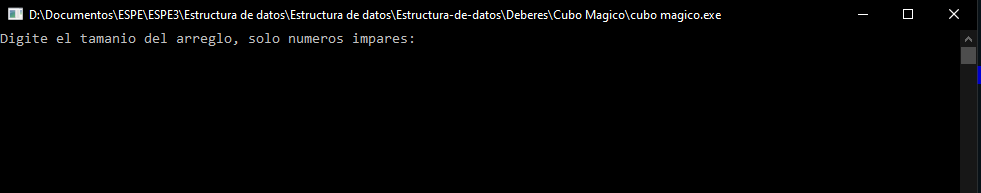 D:\Documentos\ESPE\ESPE3\Estructura de datos\Estructura de datos\Estructura-de-datos\Deberes\Cubo Magico\cubo magico.exe
Digite el tamanio del arreglo, solo numeros impares: